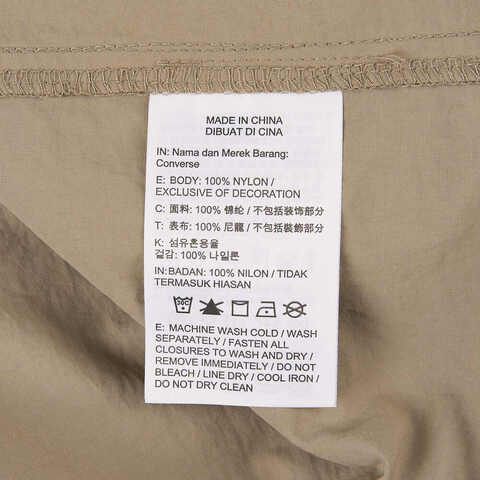 MADE IN CHINA
DIBUAT DI CINA
IN: Nama dan Merek Barang:
Converse
E: BODY: 100% NYLON /
EXCLUSIVE OF DECORATION
C: 面料: 100% 锦纶 / 不包括装饰部分
T: 表布: 100% 尼龍 / 不包括裝飾部分
K: 섬유혼용율
겉감: 100% 나일론
IN: BADAN: 100% NILON / TIDAK
TERMASUK HIASAN
30C
E: MACHINE WASH COLD / WASH
SEPARATELY / FASTEN ALL
CLOSURES TO WASH AND DRY /
REMOVE IMMEDIATELY / DO NOT
BLEACH / LINE DRY / COOL IRON /
DO NOT DRY CLEAN